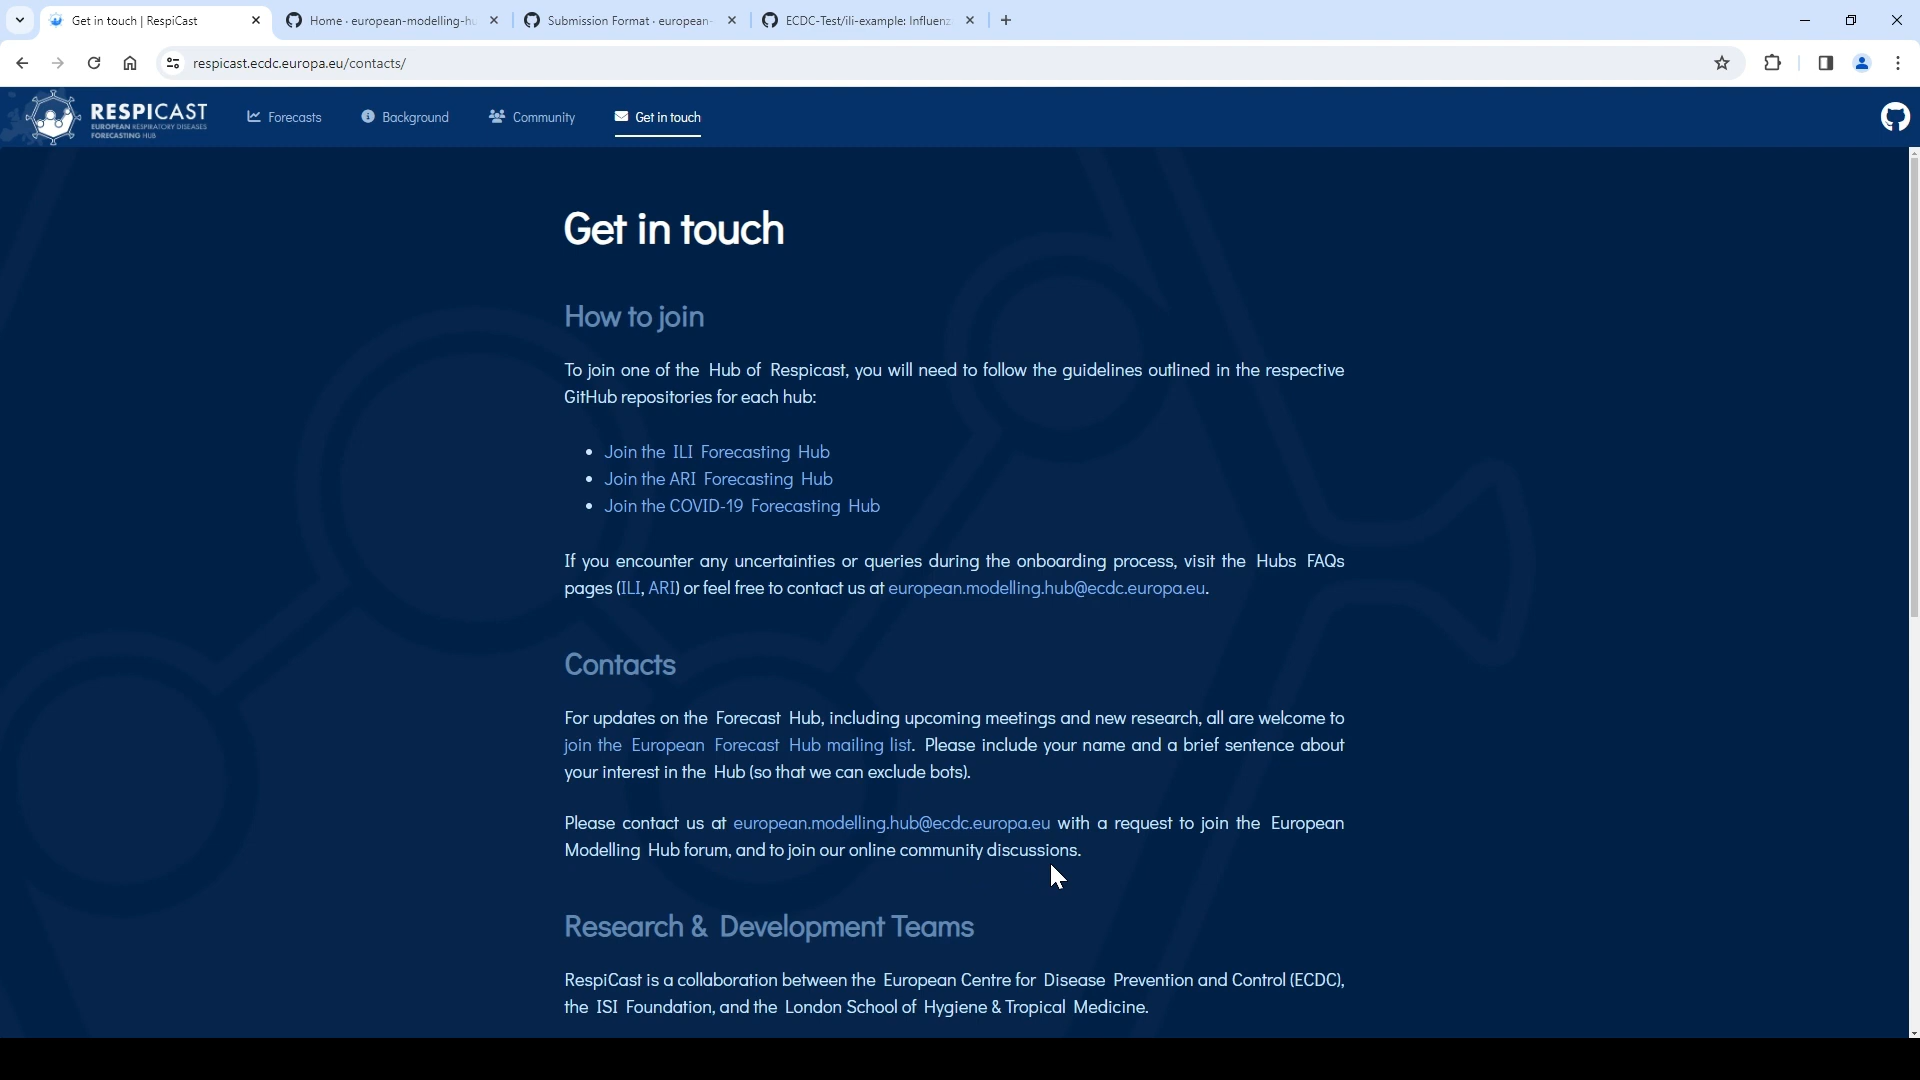 Get in touch | RespiCast
Home · european-modelling-hu
Submission Format · european-
ECDC-Test/ili-example: Influenz
respicast.ecdc.europa.eu/contacts/
RESPICAST
EUROPEAN RESPIRATORY DISEASES
FORECASTING HUB
Forecasts
Background
Community
Get in touch
Get in touch
How to join
To join one of the Hub of Respicast, you will need to follow the guidelines outlined in the respective
GitHub repositories for each hub:
• Join the ILI Forecasting Hub
• Join the ARI Forecasting Hub
• Join the COVID-19 Forecasting Hub
If you encounter any uncertainties or queries during the onboarding process, visit the Hubs FAQs
pages (ILI, ARI) or feel free to contact us at european.modelling.hub@ecdc.europa.eu.
Contacts
For updates on the Forecast Hub, including upcoming meetings and new research, all are welcome to
join the European Forecast Hub mailing list. Please include your name and a brief sentence about
your interest in the Hub (so that we can exclude bots).
Please contact us at european.modelling.hub@ecdc.europa.eu with a request to join the European
Modelling Hub forum, and to join our online community discussions.
Research & Development Teams
RespiCast is a collaboration between the European Centre for Disease Prevention and Control (ECDC),
the ISI Foundation, and the London School of Hygiene & Tropical Medicine.